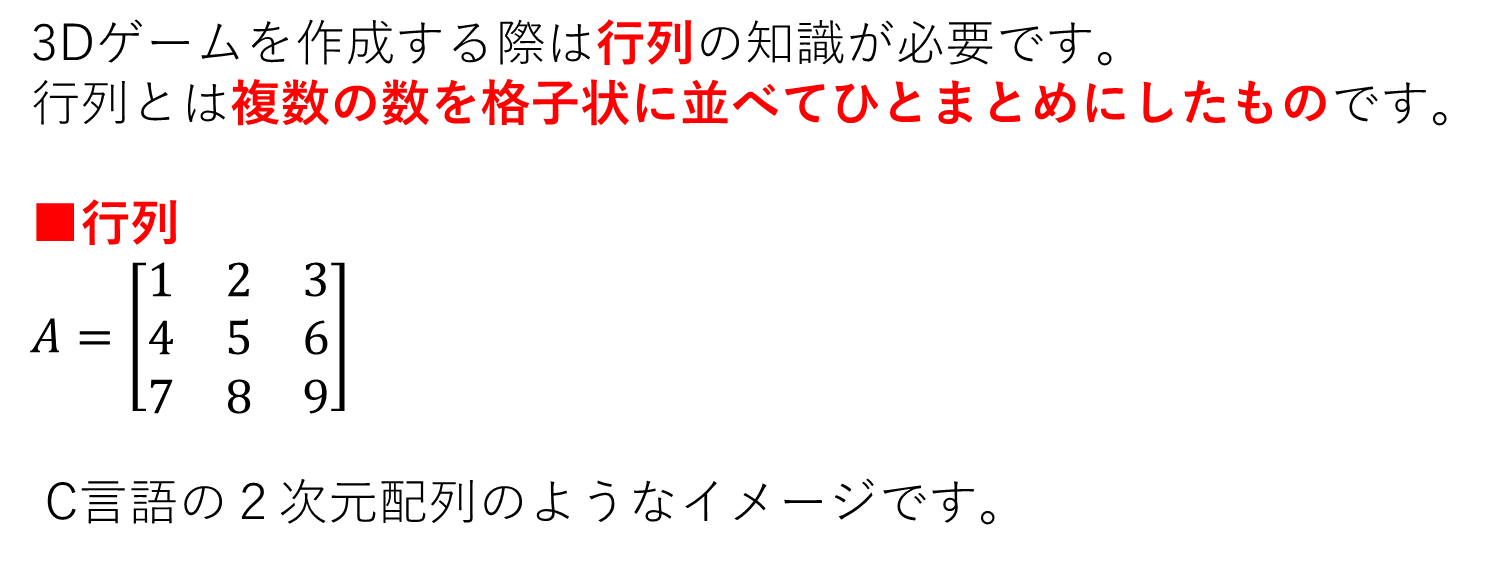 3Dゲームを作成する際は行列の知識が必要です。
行列とは複数の数を格子状に並べてひとまとめにしたものです。
■行列
A = [1 2 3
4 5 6
7 8 9]
C言語の２次元配列のようなイメージです。